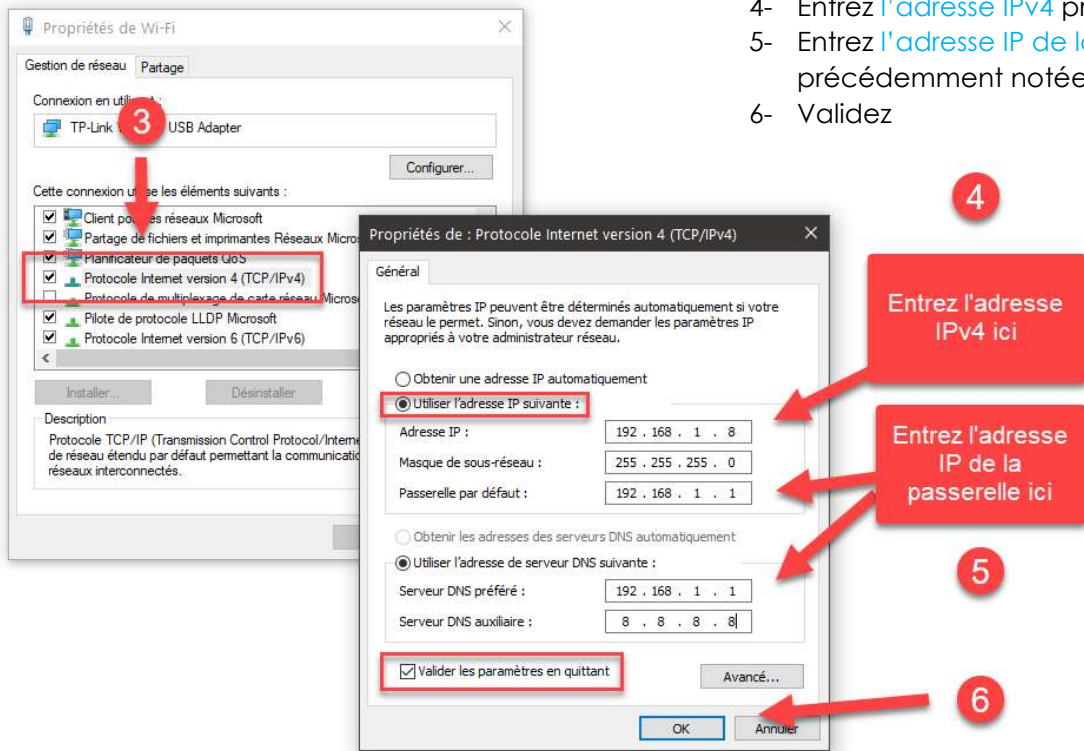 4- Entrez l'adresse IPv4
5- Entrez l'adresse IP de
précédemment notée
6- Validez
Propriétés de Wi-Fi
Gestion de réseau
Partage
Connexion en
3
TP-Link
USB Adapter
Configurer...
Cette connexion utilise les éléments suivants :
Client
réseaux Microsoft
Partage de fichiers et imprimantes Réseaux
Planificateur de paquets QoS
Protocole Internet version 4 (TCP/IPv4)
Protocole de multiplexage de carte réseau
Pilote de protocole LLDP Microsoft
Protocole Internet version 6 (TCP/IPv6)
Installer...
Désinstaller
Description
Protocole TCP/IP (Transmission Control
de réseau étendu par défaut permettant la
réseaux interconnectés.
Propriétés de : Protocole Internet version 4 (TCP/IPv4)
Général
Les paramètres IP peuvent être déterminés automatiquement si votre
réseau le permet. Sinon, vous devez demander les paramètres IP
appropriés à votre administrateur réseau.
Obtenir une adresse IP automatiquement
Utiliser l'adresse IP suivante :
Adresse IP :
192 . 168 . 1 . 8
Masque de sous-réseau :
255 . 255 . 255 . 0
Passerelle par défaut :
192 . 168 . 1 . 1
Obtenir les adresses des serveurs DNS automatiquement
Utiliser l'adresse de serveur DNS suivante :
Serveur DNS préféré :
192 . 168 . 1 . 1
Serveur DNS auxiliaire :
8 . 8 . 8 . 8
Valider les paramètres en quittant
Avancé...
OK
Annuler
4
Entrez l'adresse
IPv4 ici
Entrez l'adresse
IP de la
passerelle ici
5
6